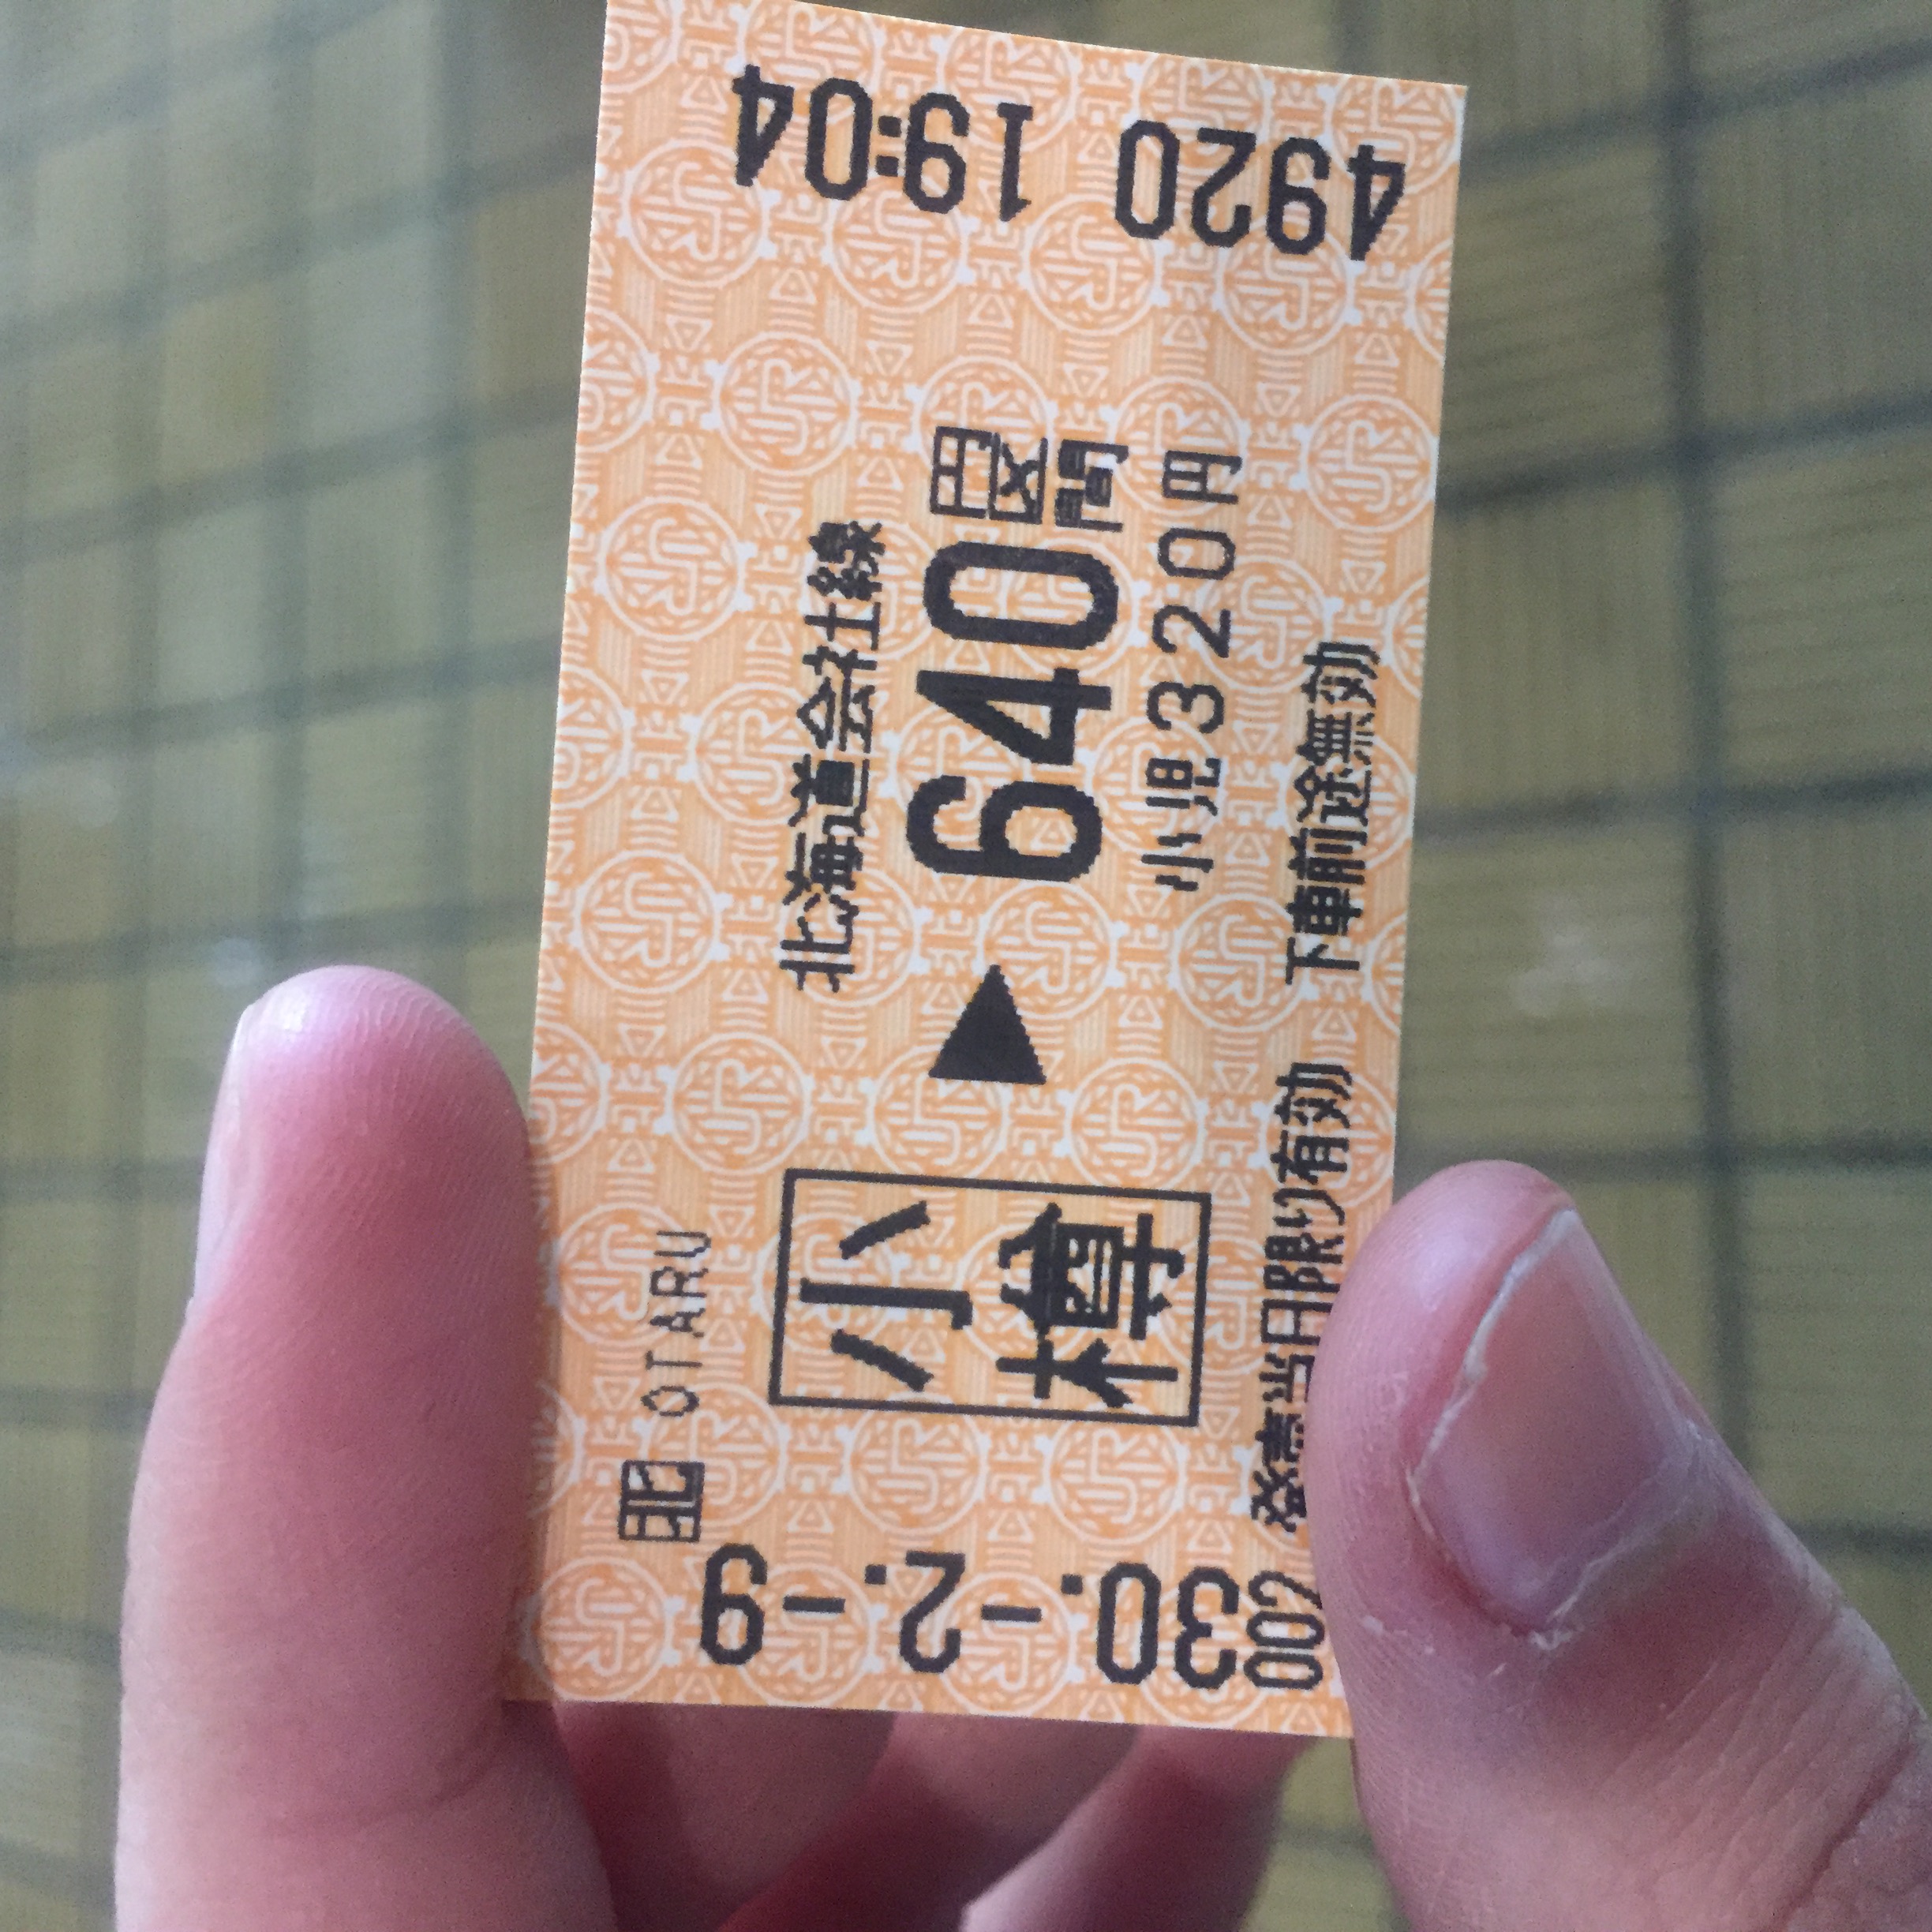 北 OTARU
30.-2.-9
小樽
▶
北海道会社線
640円区間
小児320円
002
発売当日限り有効 下車前途無効
4920 19:04